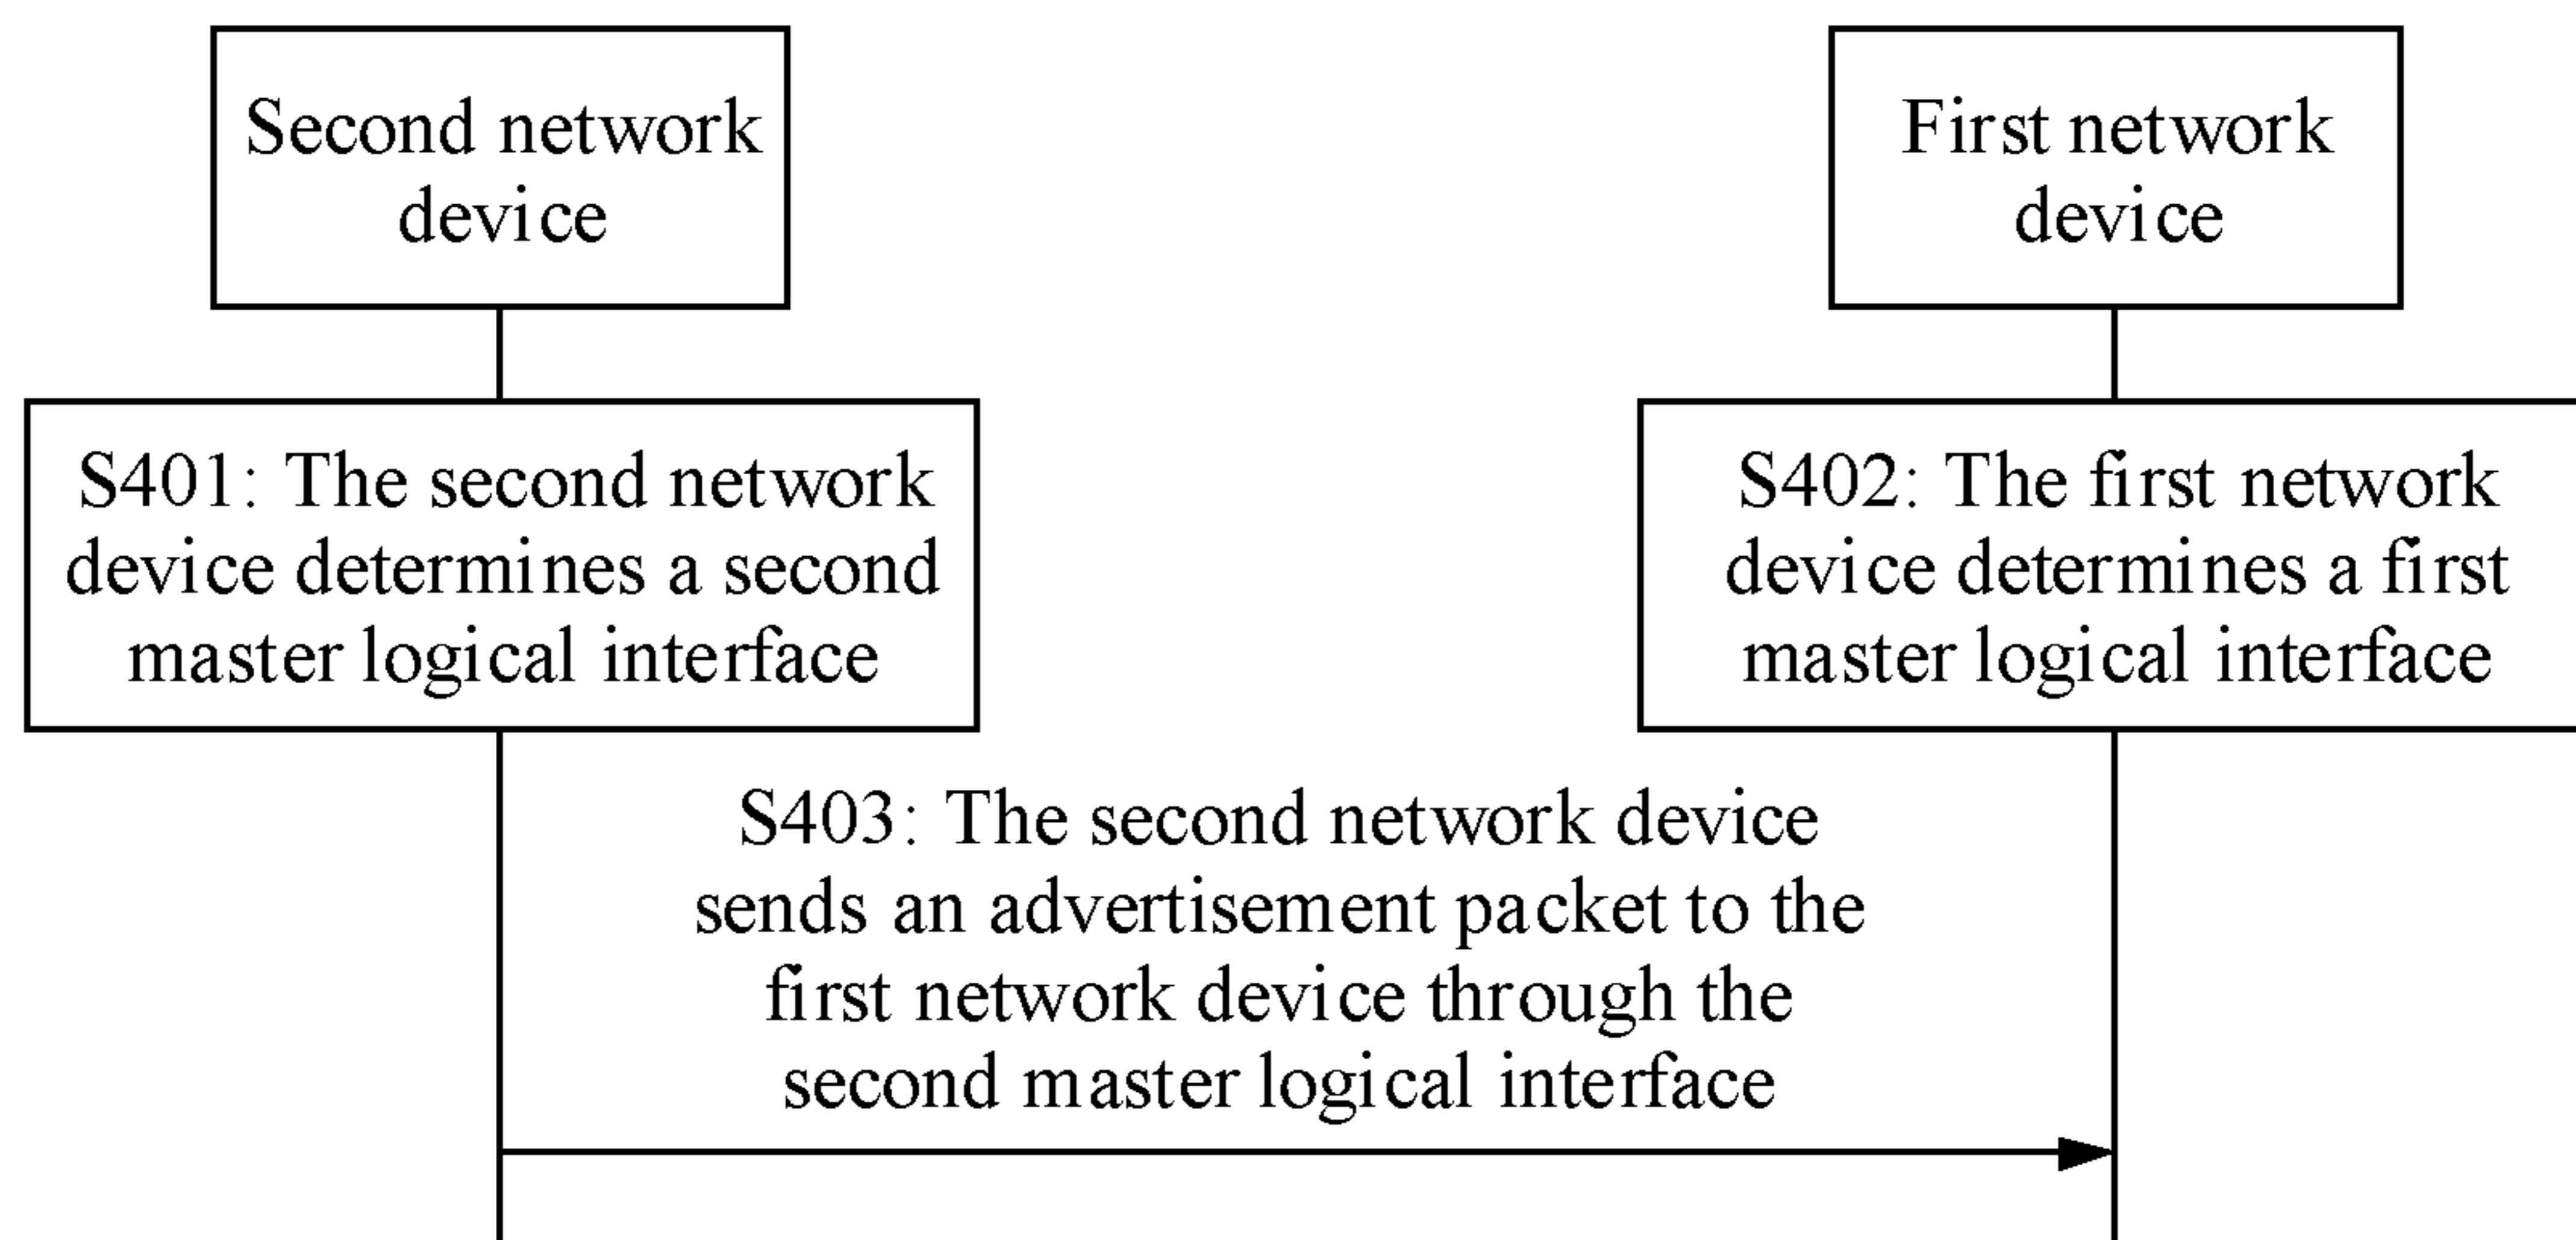 Second network
device
First network
device
S401: The second network
device determines a second
master logical interface
S402: The first network
device determines a first
master logical interface
S403: The second network device
sends an advertisement packet to the
first network device through the
second master logical interface